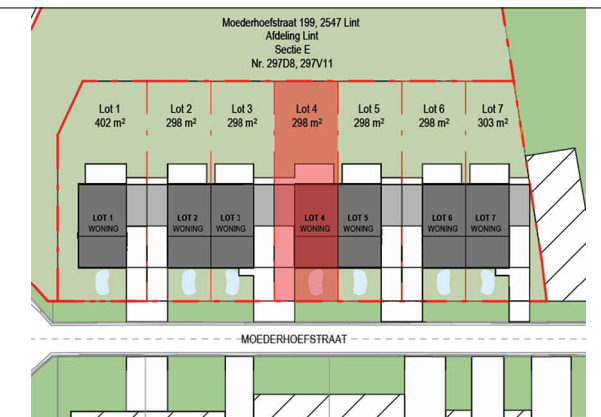 Moederhoefstraat 199, 2547 Lint
Afdeling Lint
Sectie E
Nr. 297D8, 297V11
Lot 1 Lot 2 Lot 3 Lot 4 Lot 5 Lot 6 Lot 7
402 m² 298 m² 298 m² 298 m² 298 m² 298 m² 303 m²
LOT 1 LOT 2 LOT 3 LOT 4 LOT 5 LOT 6 LOT 7
WONING WONING WONING WONING WONING WONING WONING
MOEDERHOEFSTRAAT